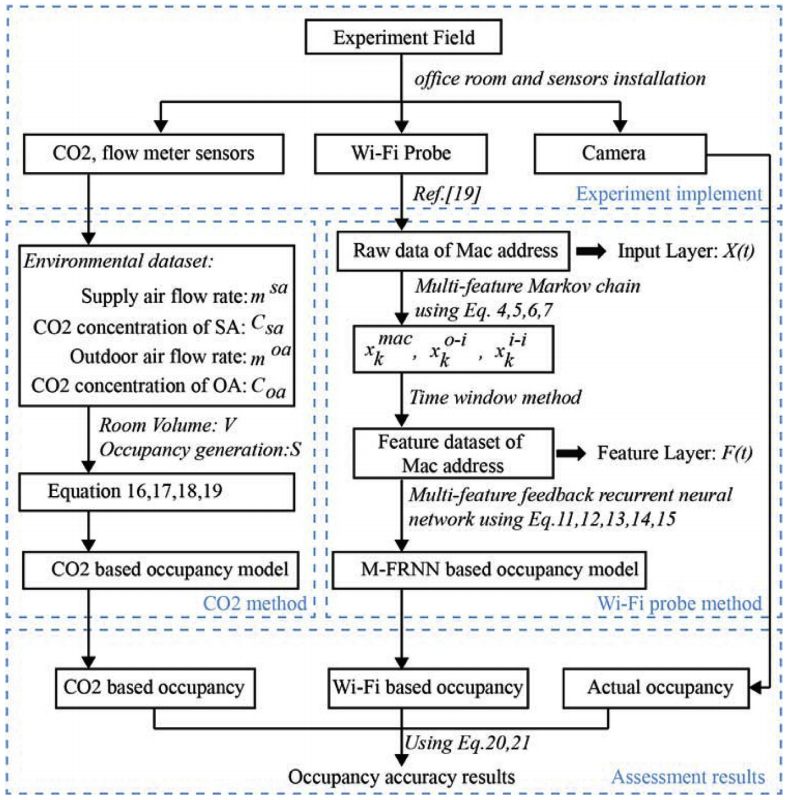 Experiment Field
office room and sensors installation
CO2, flow meter sensors
Wi-Fi Probe
Camera
Ref.[19]
Experiment implement
Environmental dataset:
Supply air flow rate: m^sa
CO2 concentration of SA: C_sa
Outdoor air flow rate: m^oa
CO2 concentration of OA: C_oa
Room Volume: V
Occupancy generation:S
Equation 16,17,18,19
CO2 based occupancy model
CO2 method
Raw data of Mac address
Input Layer: X(t)
Multi-feature Markov chain
using Eq. 4,5,6,7
x_k^mac , x_k^o-i , x_k^i-i
Time window method
Feature dataset of
Mac address
Feature Layer: F(t)
Multi-feature feedback recurrent neural
network using Eq.11,12,13,14,15
M-FRNN based occupancy model
Wi-Fi probe method
CO2 based occupancy
Wi-Fi based occupancy
Actual occupancy
Using Eq.20,21
Occupancy accuracy results
Assessment results